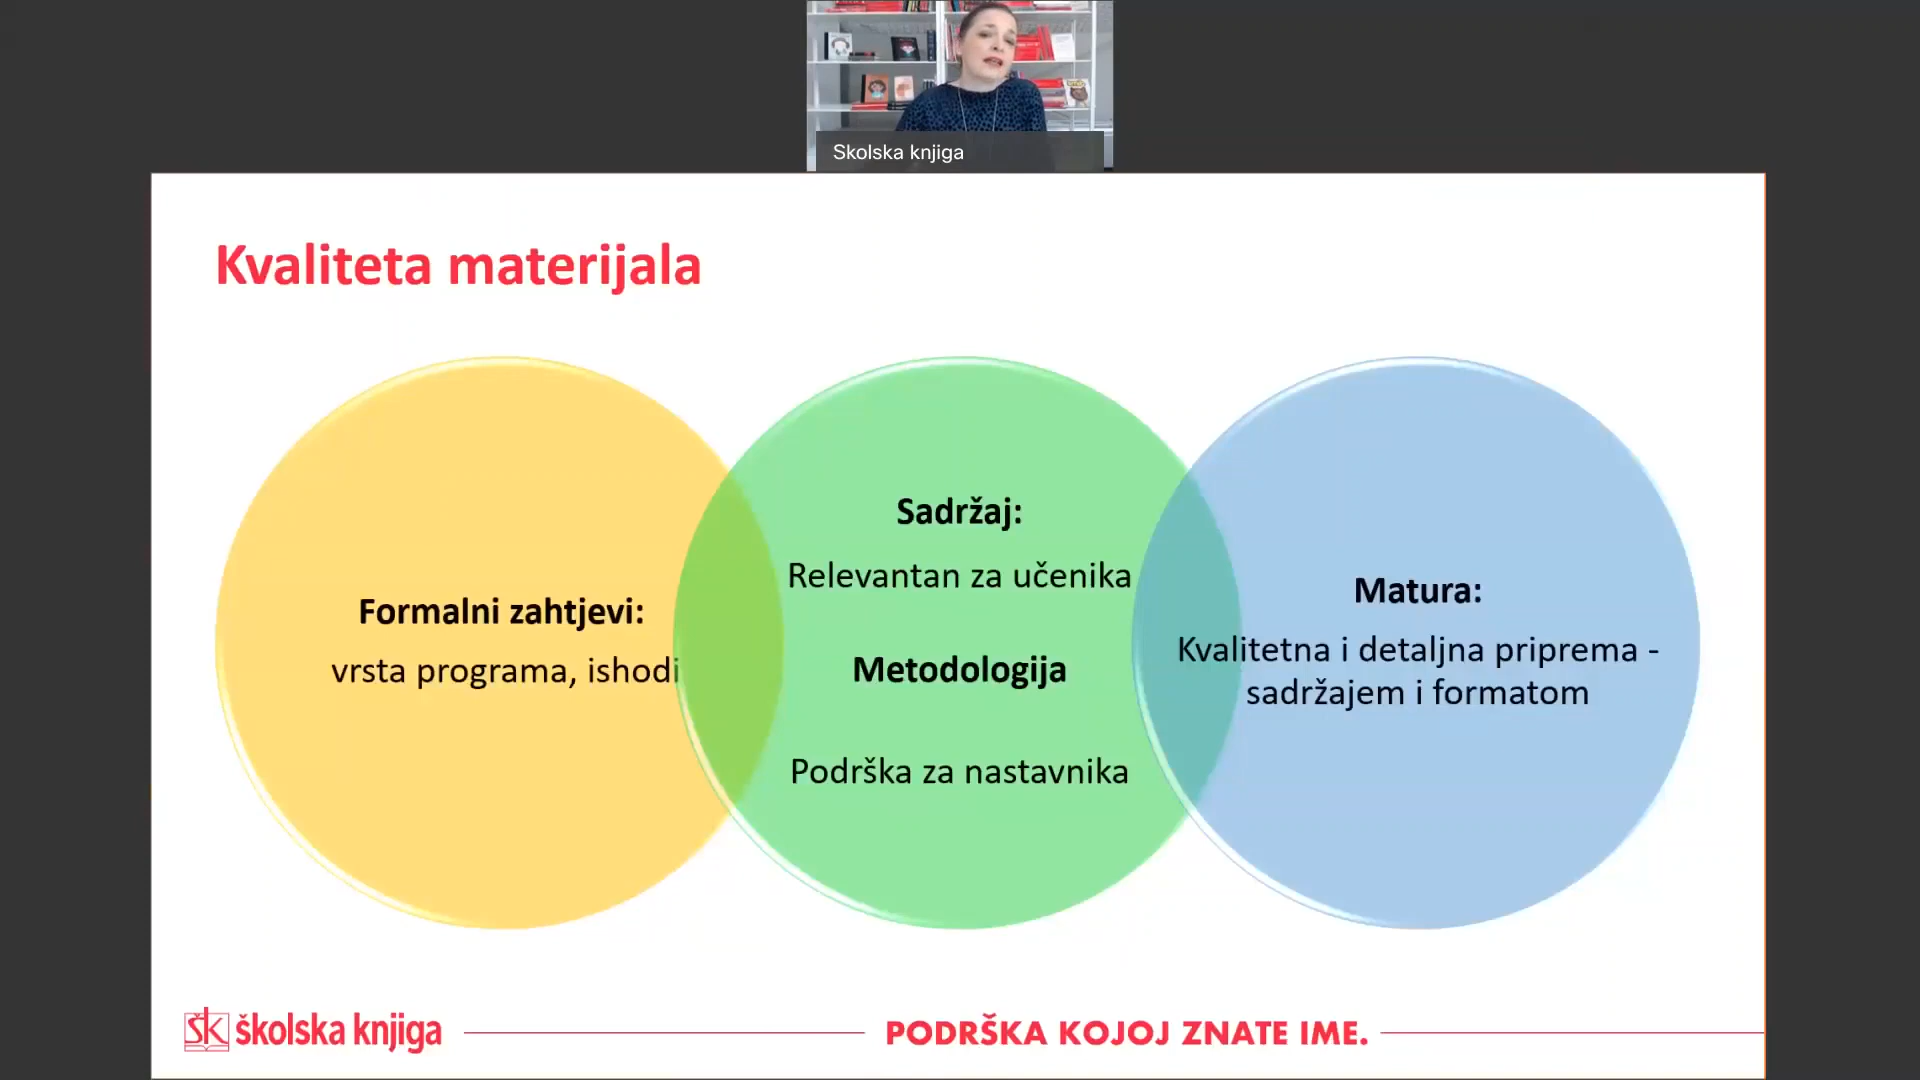 Skolska knjiga
Kvaliteta materijala
Formalni zahtjevi:
vrsta programa, ishodi
Sadržaj:
Relevantan za učenika
Metodologija
Podrška za nastavnika
Matura:
Kvalitetna i detaljna priprema -
sadržajem i formatom
ŠK školska knjiga
PODRŠKA KOJOJ ZNATE IME.